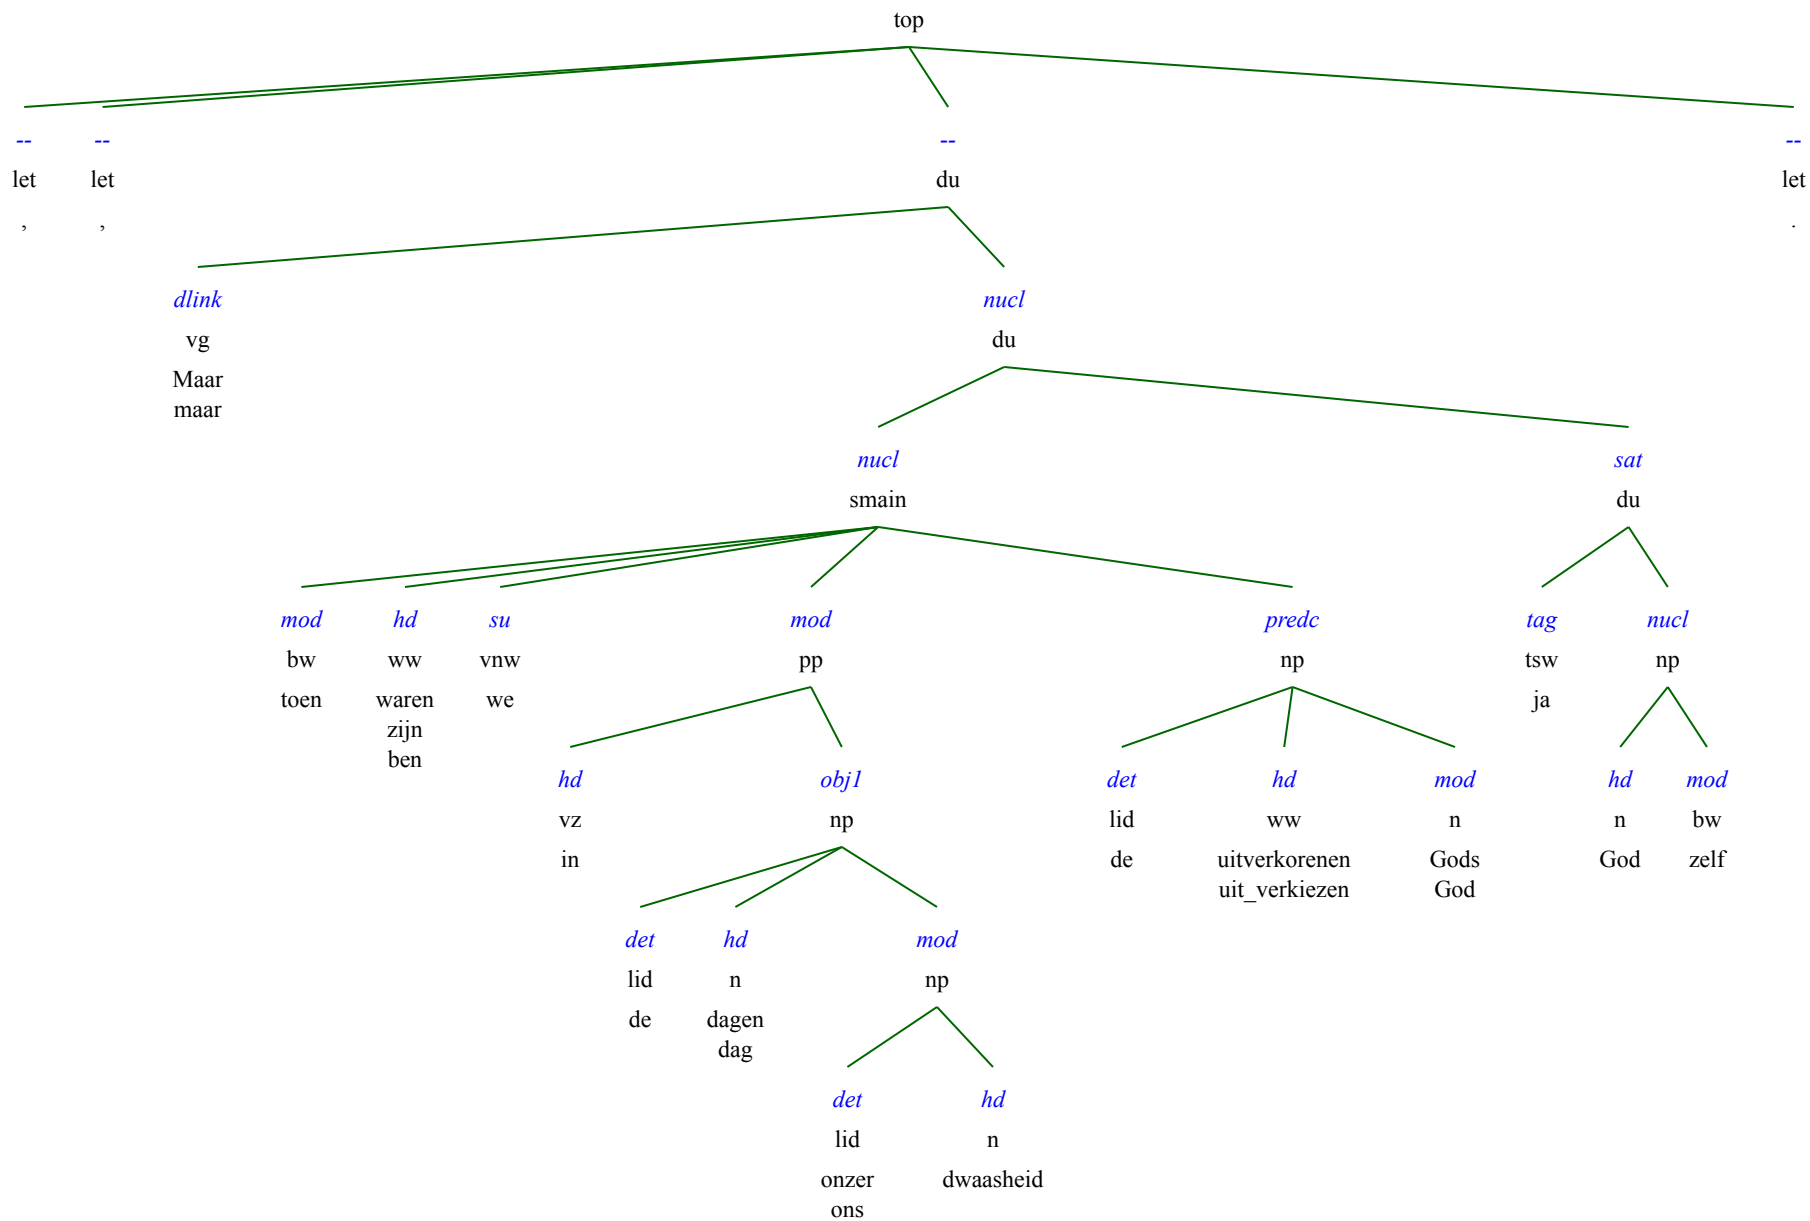 top
-- -- -- --
let let du let
, , .
dlink nucl
vg du
Maar
maar
nucl sat
smain du
mod hd su mod predc tag nucl
bw ww vnw pp np tsw np
toen waren we ja
zijn
ben
hd obj1 det hd mod hd mod
vz np lid ww n n bw
in de uitverkorenen Gods God zelf
uit_verkiezen God
det hd mod
lid n np
de dagen
dag
det hd
lid n
onzer dwaasheid
ons